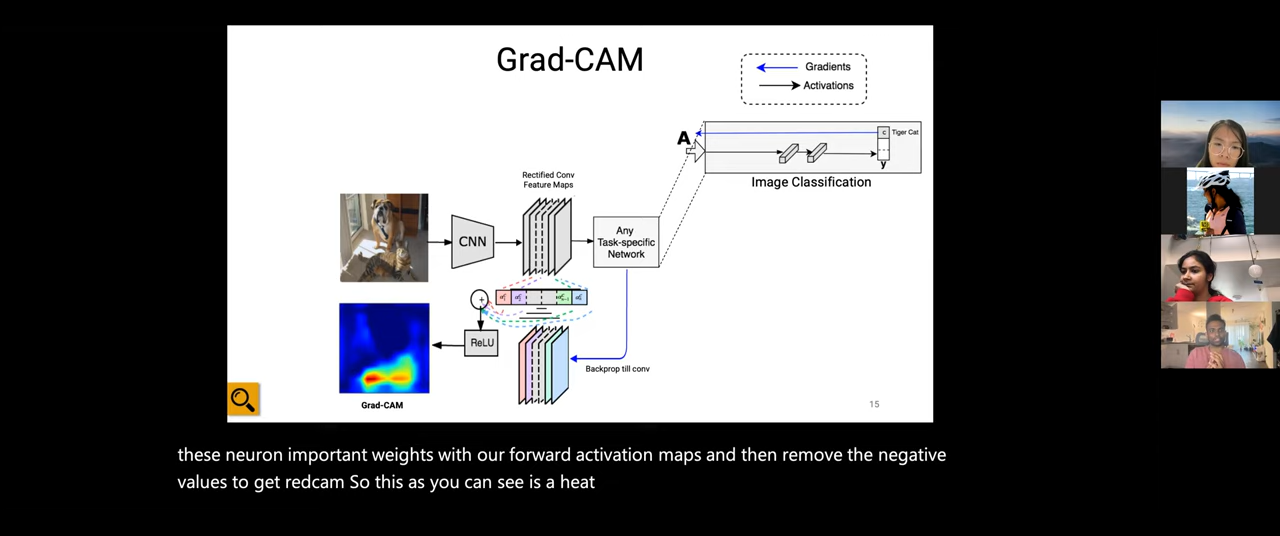 Grad-CAM
Gradients
Activations
A
c
Tiger Cat
y
Image Classification
Rectified Conv
Feature Maps
CNN
Any
Task-specific
Network
+
ReLU
Backprop till conv
Grad-CAM
15
these neuron important weights with our forward activation maps and then remove the negative
values to get redcam So this as you can see is a heat